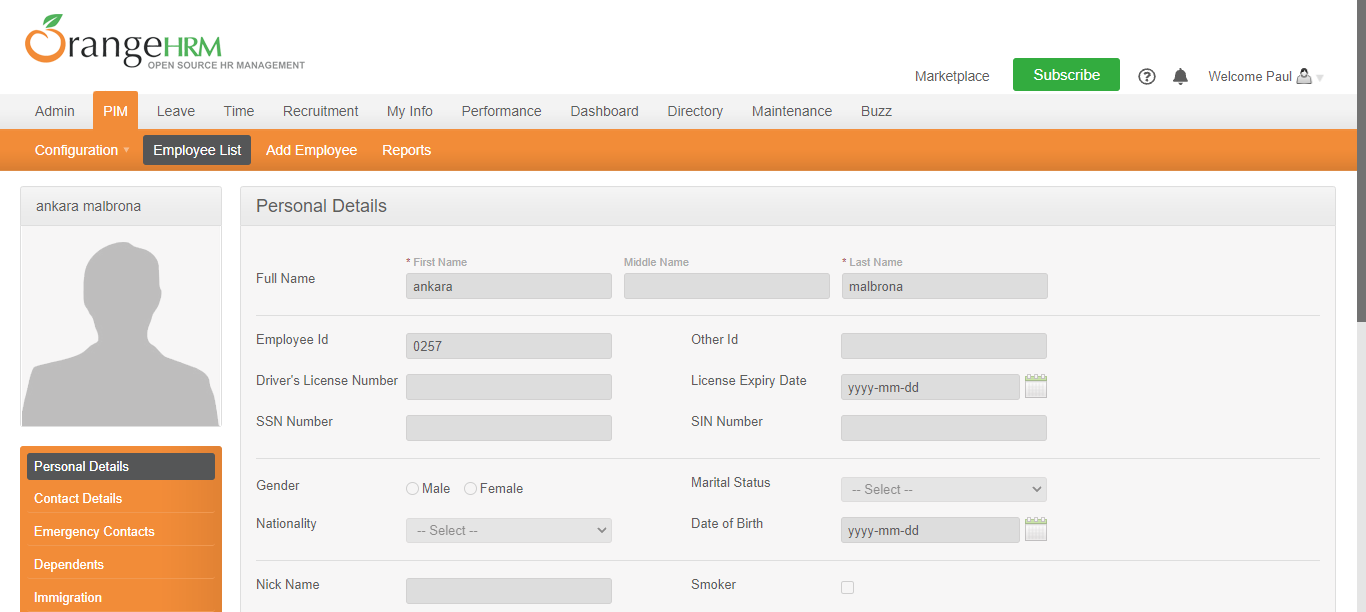 OrangeHRM
OPEN SOURCE HR MANAGEMENT
Marketplace Subscribe Welcome Paul
Admin PIM Leave Time Recruitment My Info Performance Dashboard Directory Maintenance Buzz
Configuration Employee List Add Employee Reports
ankara malbrona
Personal Details
* First Name Middle Name * Last Name
Full Name ankara malbrona
Employee Id 0257 Other Id
Driver's License Number License Expiry Date yyyy-mm-dd
SSN Number SIN Number
Gender Male Female Marital Status -- Select --
Nationality -- Select -- Date of Birth yyyy-mm-dd
Nick Name Smoker
Personal Details
Contact Details
Emergency Contacts
Dependents
Immigration